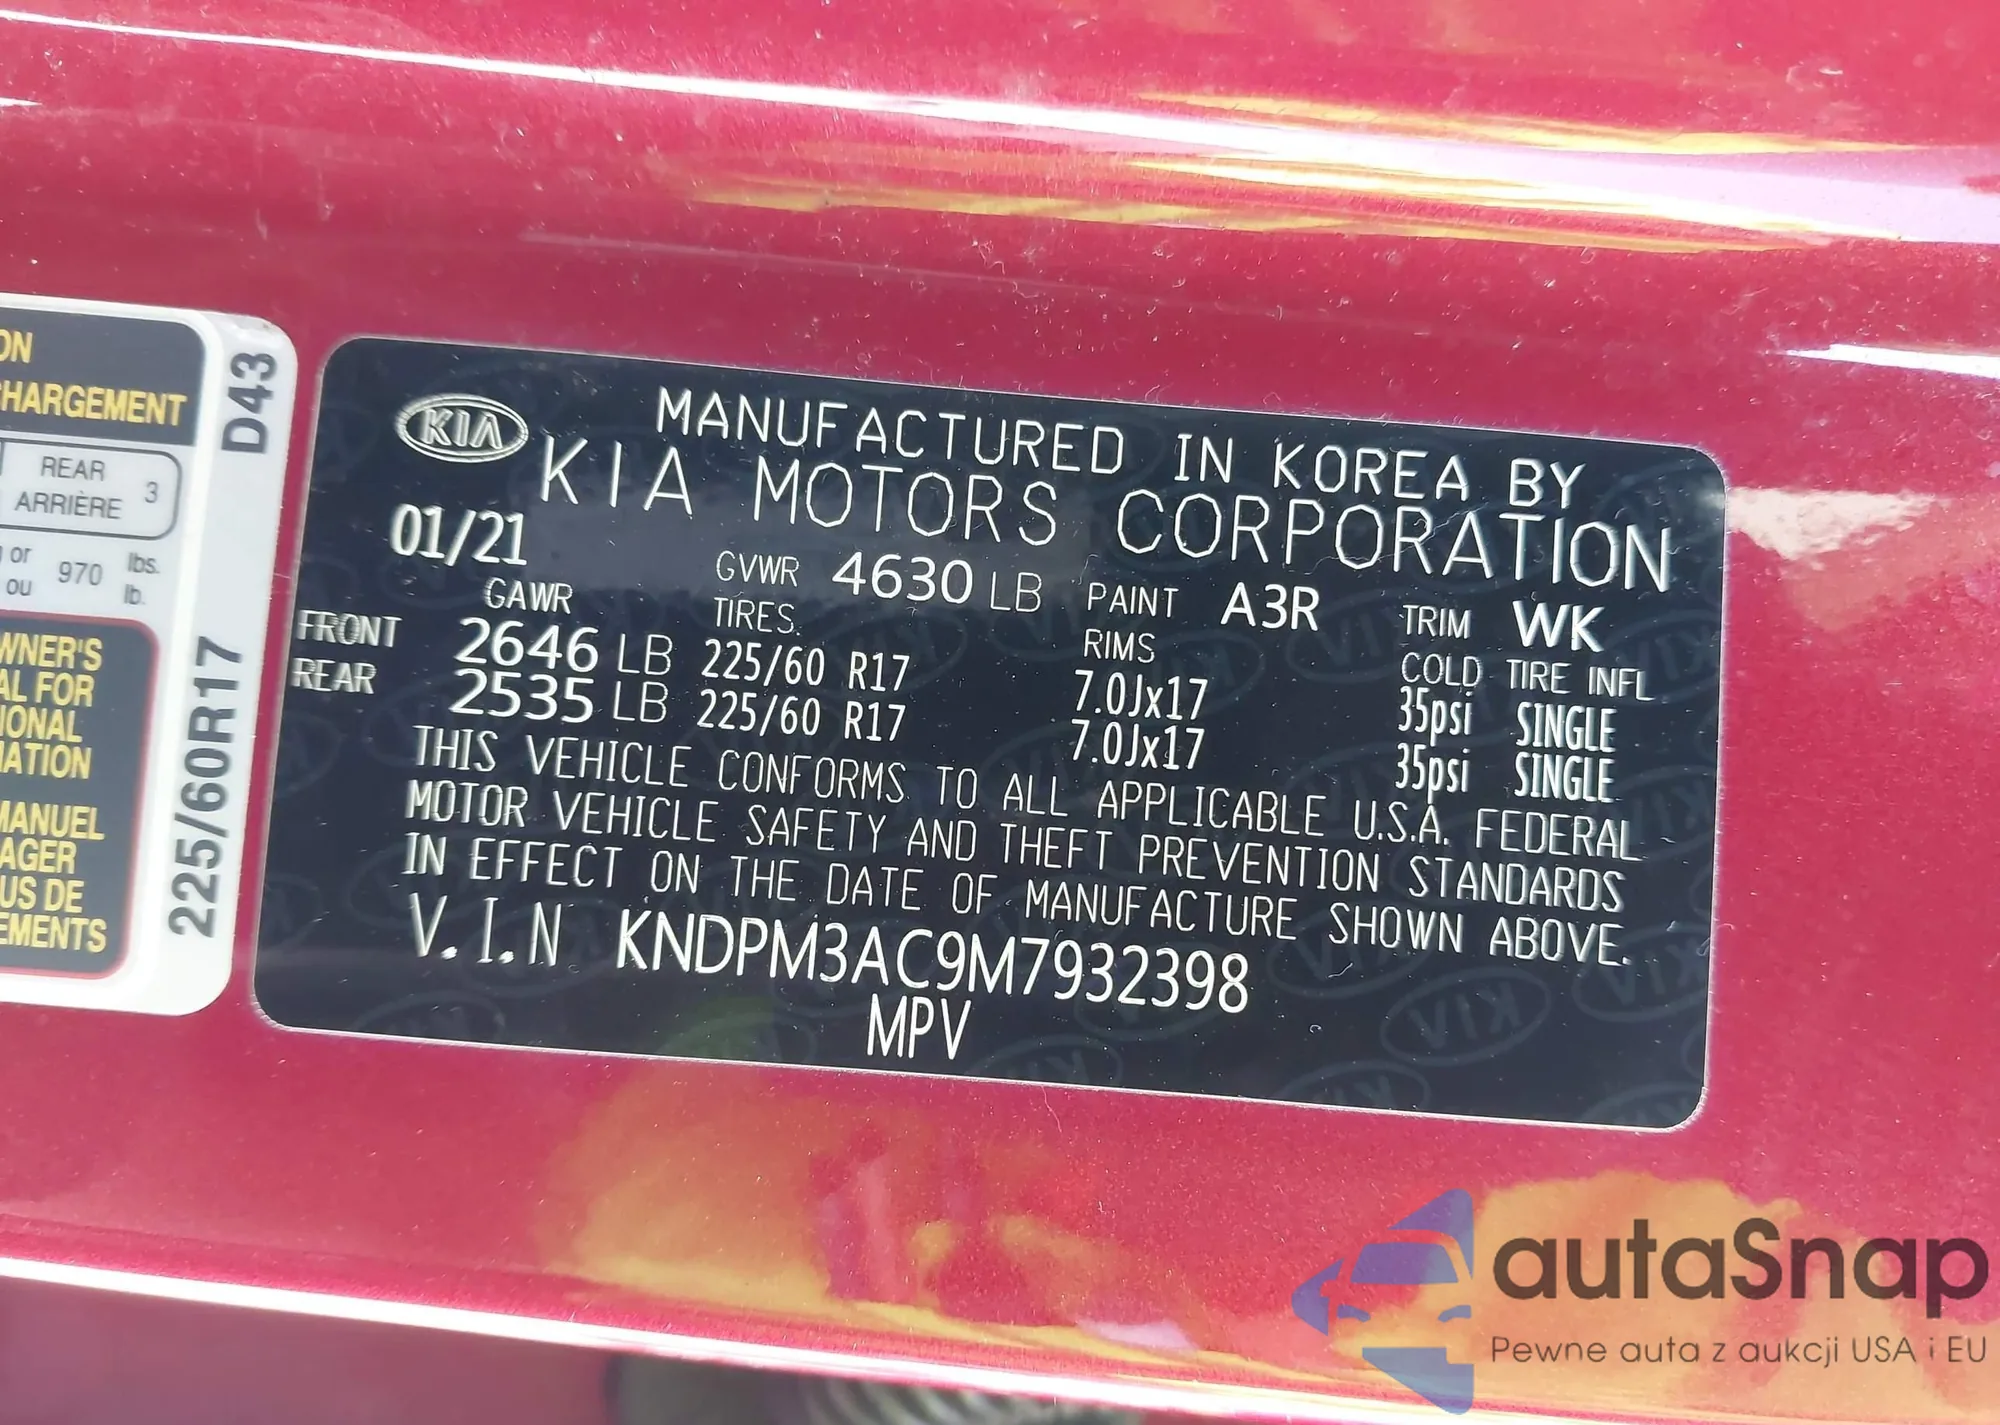 ON
CHARGEMENT
REAR
ARRIÈRE 3
or
ou 970 lbs.
lb.
WNER'S
AL FOR
IONAL
MATION
MANUEL
AGER
US DE
EMENTS
D43
225/60R17
KIA
MANUFACTURED IN KOREA BY
KIA MOTORS CORPORATION
01/21
GVWR 4630 LB PAINT A3R TRIM WK
GAWR TIRES. RIMS COLD TIRE INFL
FRONT 2646 LB 225/60 R17 7.0Jx17 35psi SINGLE
REAR 2535 LB 225/60 R17 7.0Jx17 35psi SINGLE
THIS VEHICLE CONFORMS TO ALL APPLICABLE U.S.A. FEDERAL
MOTOR VEHICLE SAFETY AND THEFT PREVENTION STANDARDS
IN EFFECT ON THE DATE OF MANUFACTURE SHOWN ABOVE.
V.I.N KNDPM3AC9M7932398
MPV
autaSnap
Pewne auta z aukcji USA i EU